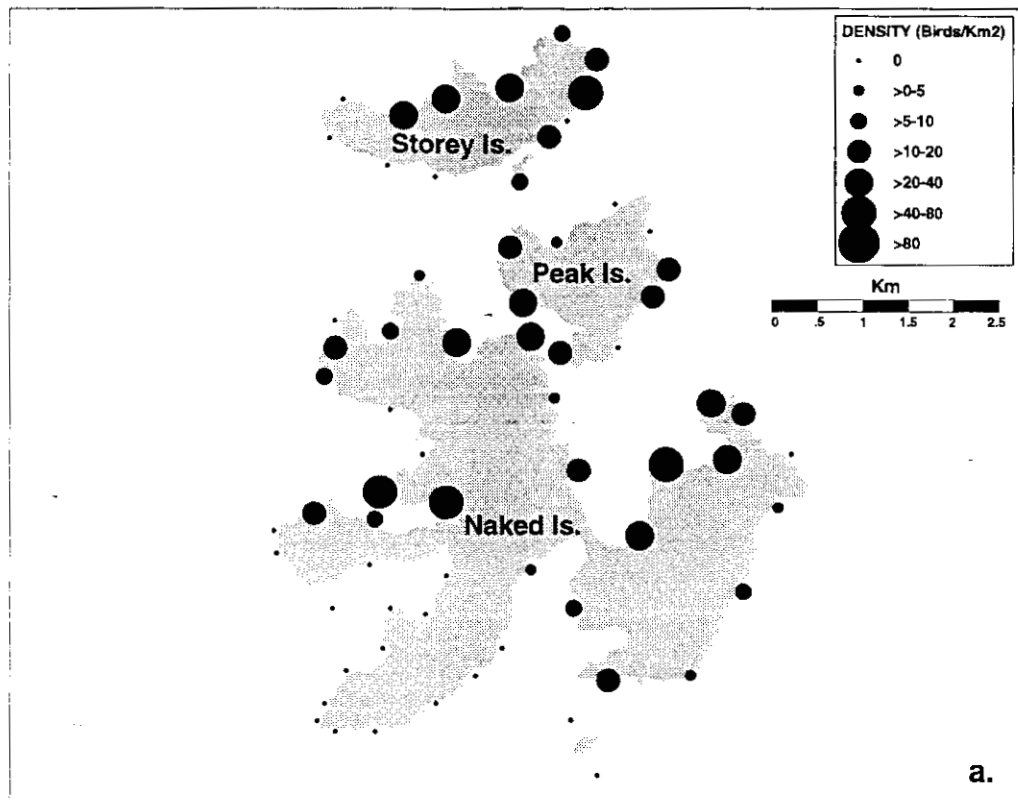 DENSITY (Birds/Km2)
0
>0-5
>5-10
>10-20
>20-40
>40-80
>80
Storey Is.
Peak Is.
Km
0 .5 1 1.5 2 2.5
Naked Is.
a.